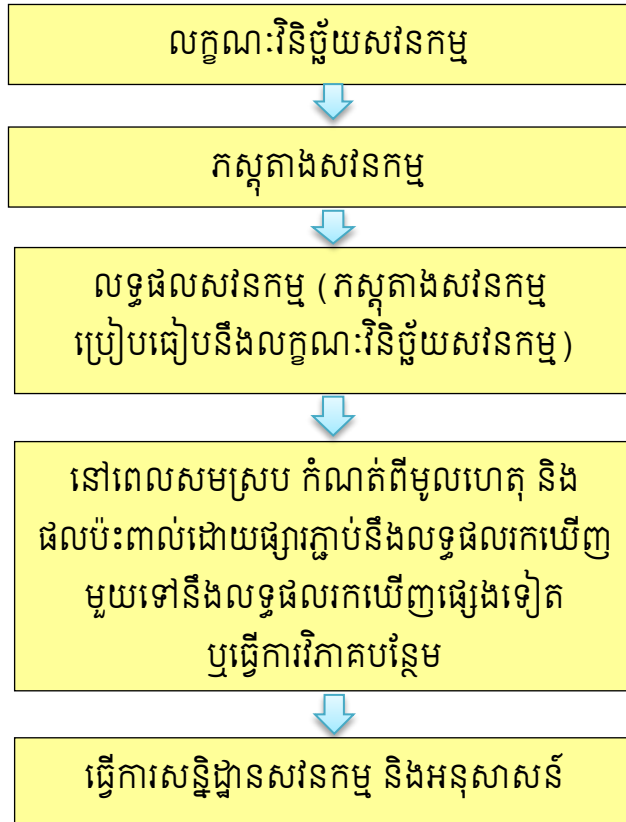 លក្ខណៈវិនិច្ឆ័យសវនកម្ម
ភស្តុតាងសវនកម្ម
លទ្ធផលសវនកម្ម (ភស្តុតាងសវនកម្ម
ប្រៀបធៀបនឹងលក្ខណៈវិនិច្ឆ័យសវនកម្ម)
នៅពេលសមស្រប កំណត់ពីមូលហេតុ និង
ផលប៉ះពាល់ដោយផ្សារភ្ជាប់នឹងលទ្ធផលរកឃើញ
មួយទៅនឹងលទ្ធផលរកឃើញផ្សេងទៀត
ឬធ្វើការវិភាគបន្ថែម
ធ្វើការសន្និដ្ឋានសវនកម្ម និងអនុសាសន៍